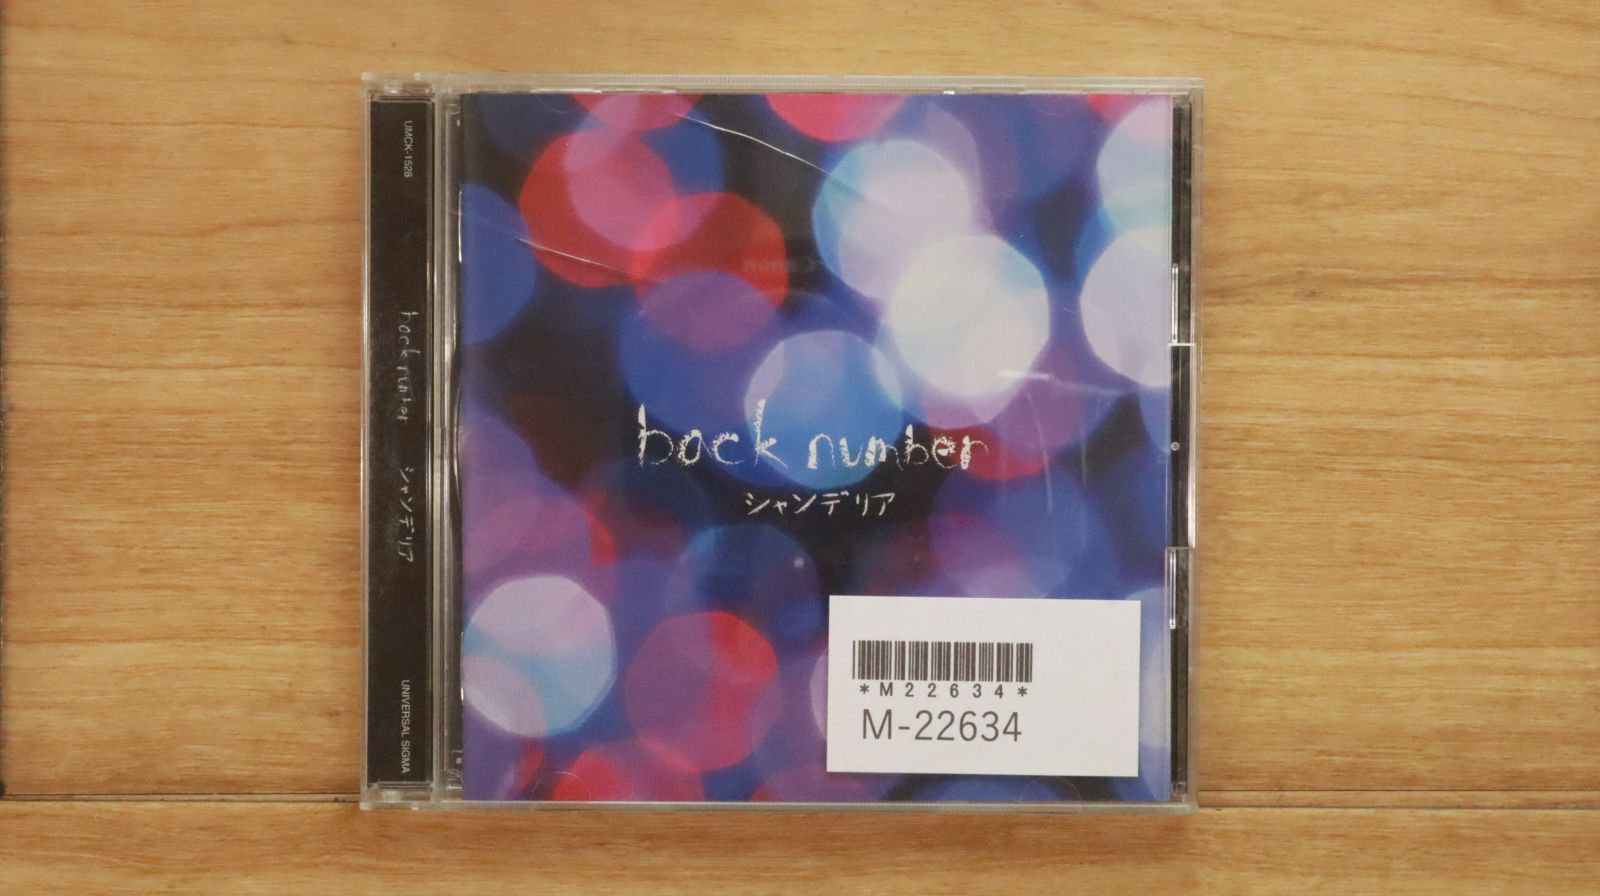 UMCK-1528
back number
シャンデリア
UNIVERSAL SIGMA
back number
シャンデリア
*M22634*
M-22634